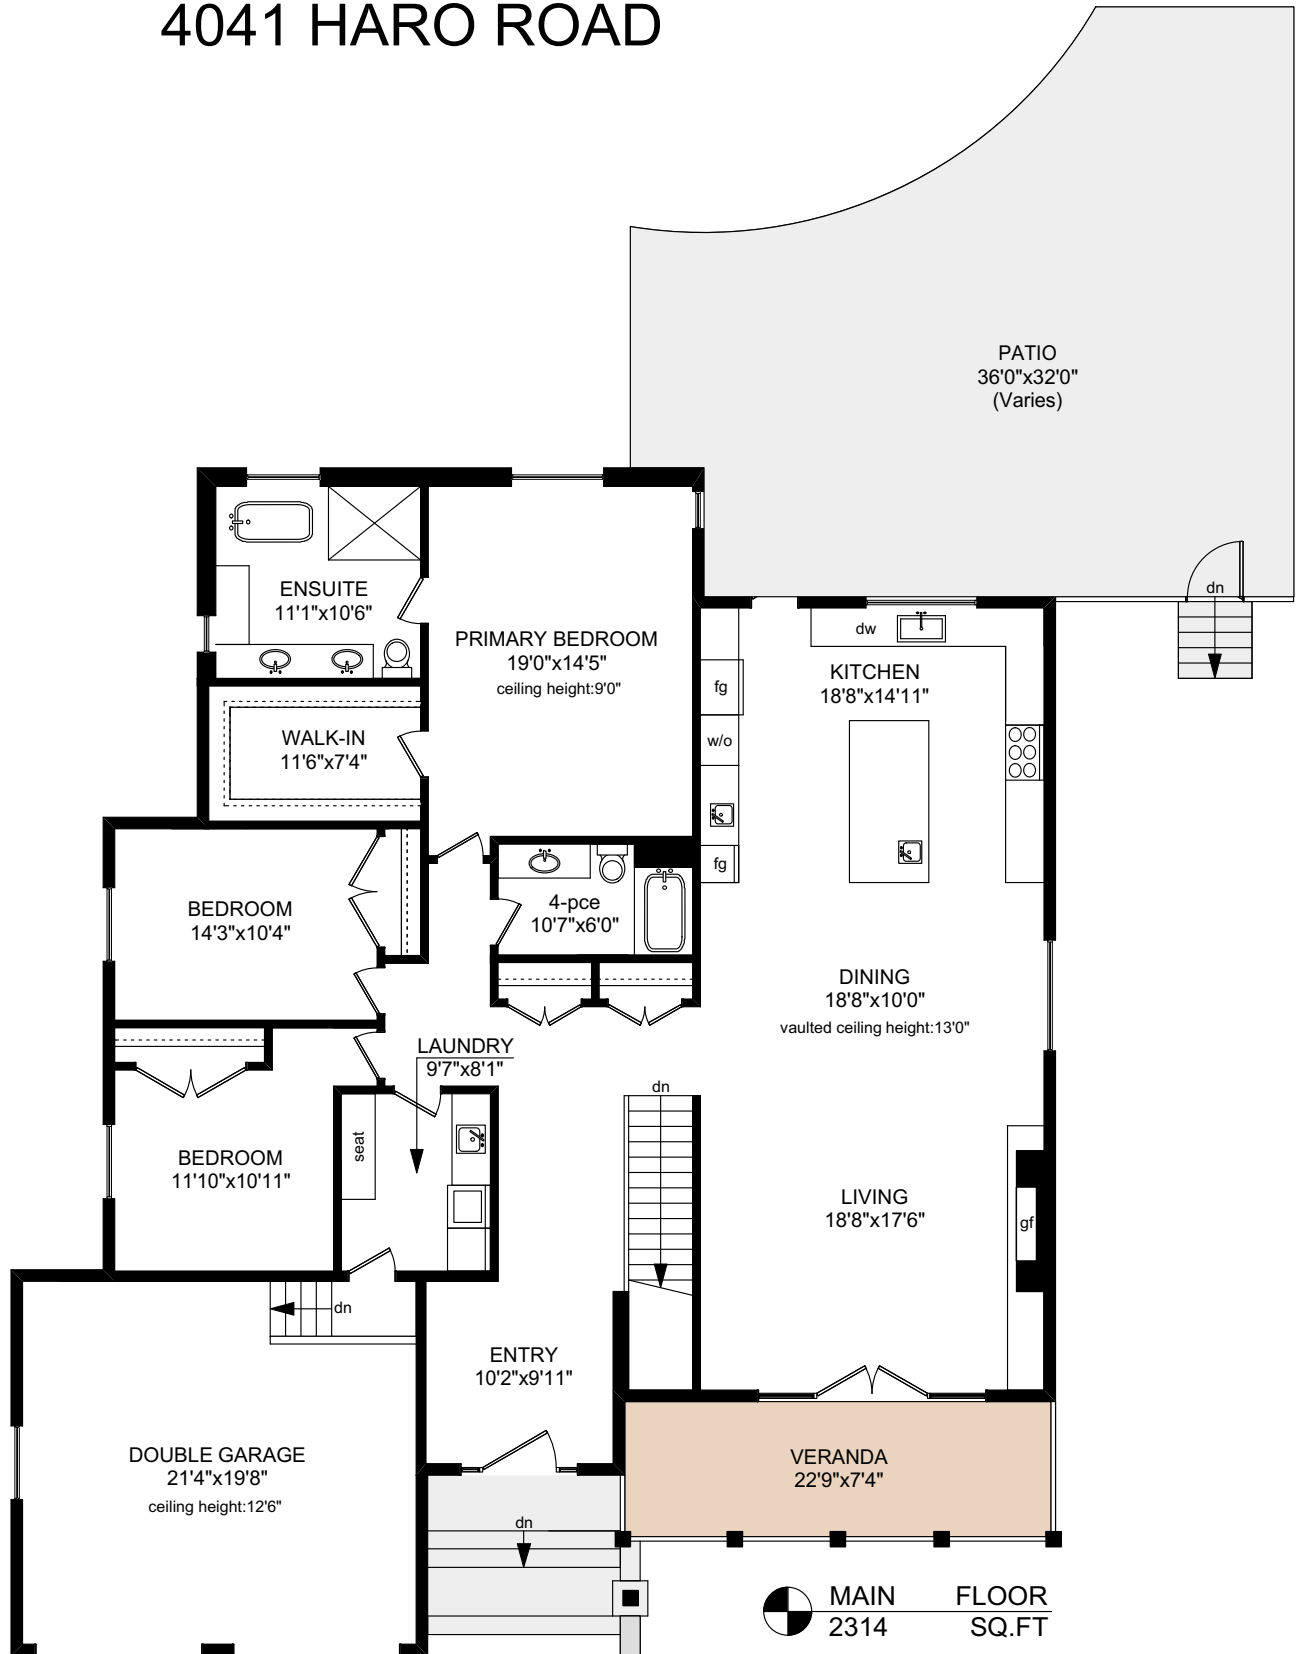 4041 HARO ROAD
PATIO
36'0"x32'0"
(Varies)
dn
ENSUITE
11'1"x10'6"
PRIMARY BEDROOM
19'0"x14'5"
ceiling height:9'0"
dw
KITCHEN
18'8"x14'11"
fg
w/o
fg
WALK-IN
11'6"x7'4"
BEDROOM
14'3"x10'4"
4-pce
10'7"x6'0"
DINING
18'8"x10'0"
vaulted ceiling height:13'0"
LAUNDRY
9'7"x8'1"
dn
seat
BEDROOM
11'10"x10'11"
LIVING
18'8"x17'6"
gf
dn
ENTRY
10'2"x9'11"
DOUBLE GARAGE
21'4"x19'8"
ceiling height:12'6"
VERANDA
22'9"x7'4"
dn
MAIN FLOOR
2314 SQ.FT